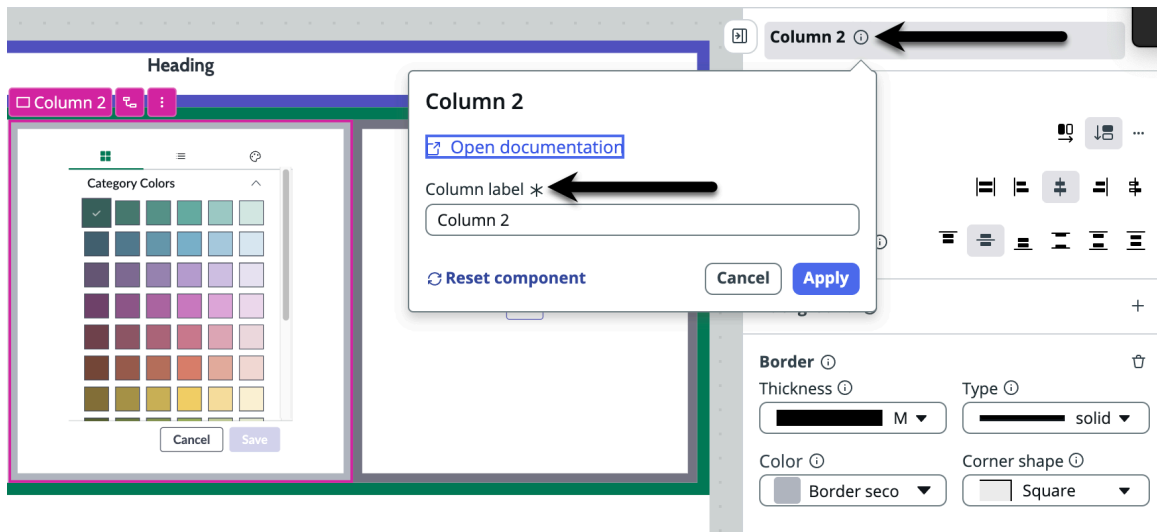 Column 2
Heading
Column 2
Column 2
Open documentation
Category Colors
Column label *
Column 2
Reset component
Cancel
Apply
Border
Thickness
Type
M
solid
Cancel
Save
Color
Corner shape
Border seco
Square